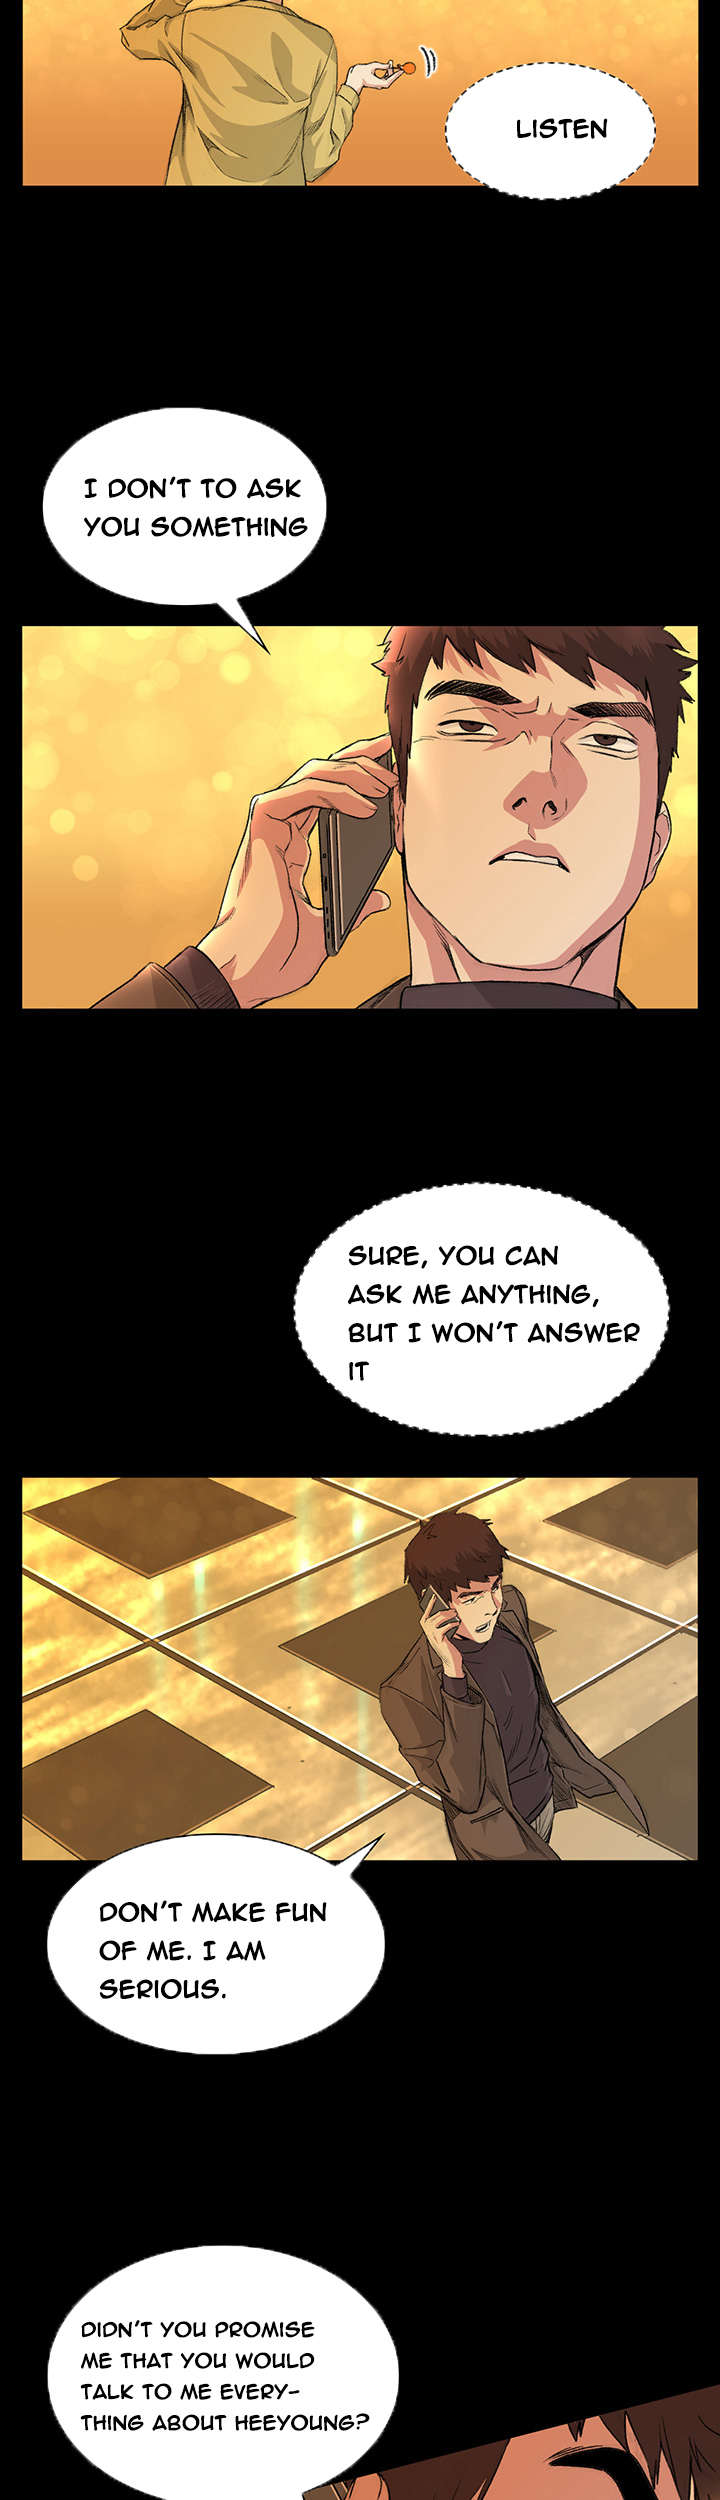 LISTEN
I DON'T TO ASK
YOU SOMETHING
SURE, YOU CAN
ASK ME ANYTHING,
BUT I WON'T ANSWER
IT
DON'T MAKE FUN
OF ME. I AM
SERIOUS.
DIDN'T YOU PROMISE
ME THAT YOU WOULD
TALK TO ME EVERY-
THING ABOUT HEEYOUNG?